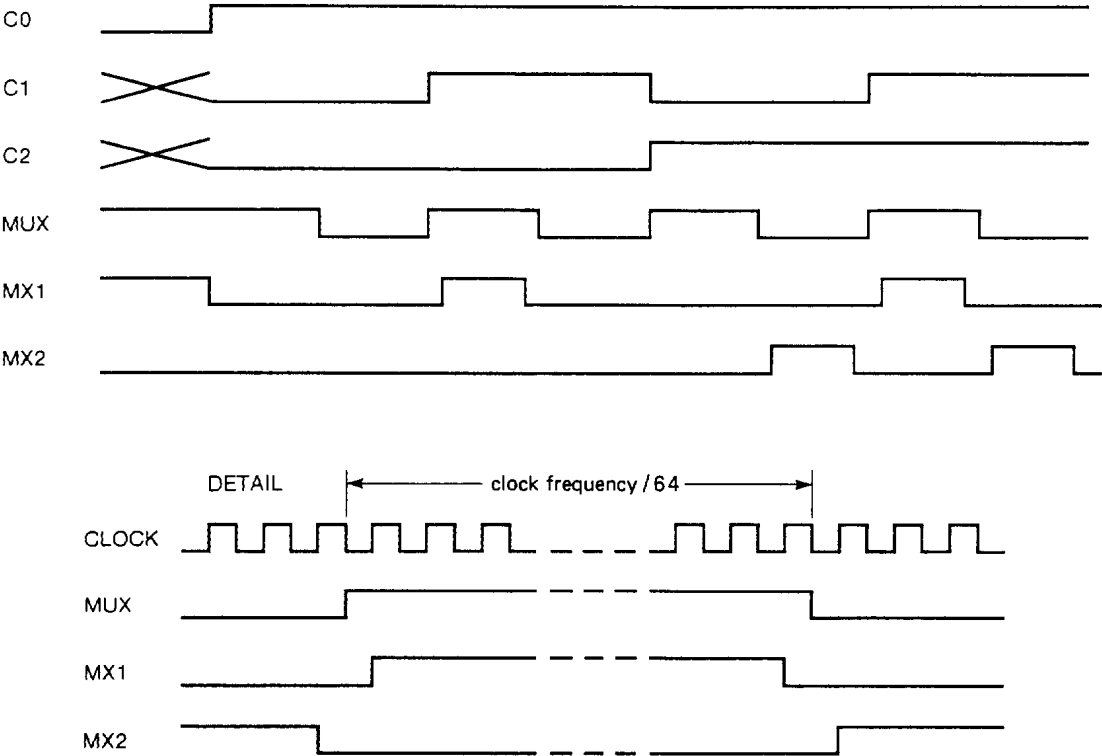 C0
C1
C2
MUX
MX1
MX2
DETAIL
clock frequency/64
CLOCK
MUX
MX1
MX2